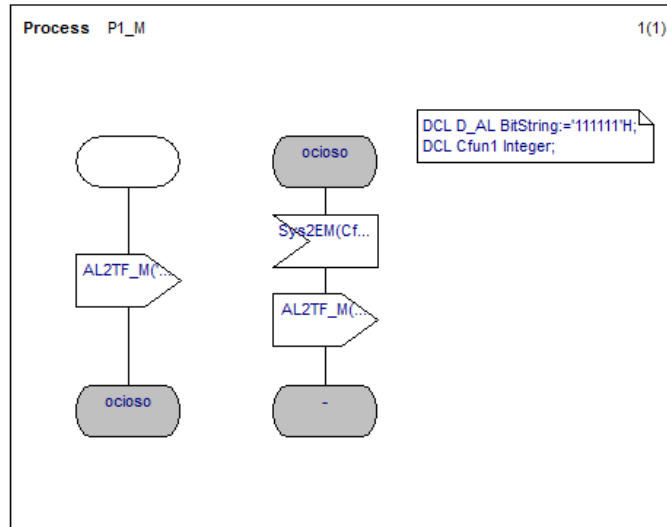 Process P1_M 1(1)
DCL D_AL BitString:='111111'H;
DCL Cfun1 Integer;
ocioso
Sys2EM(Cf...
AL2TF_M('...
AL2TF_M(...
ocioso
-